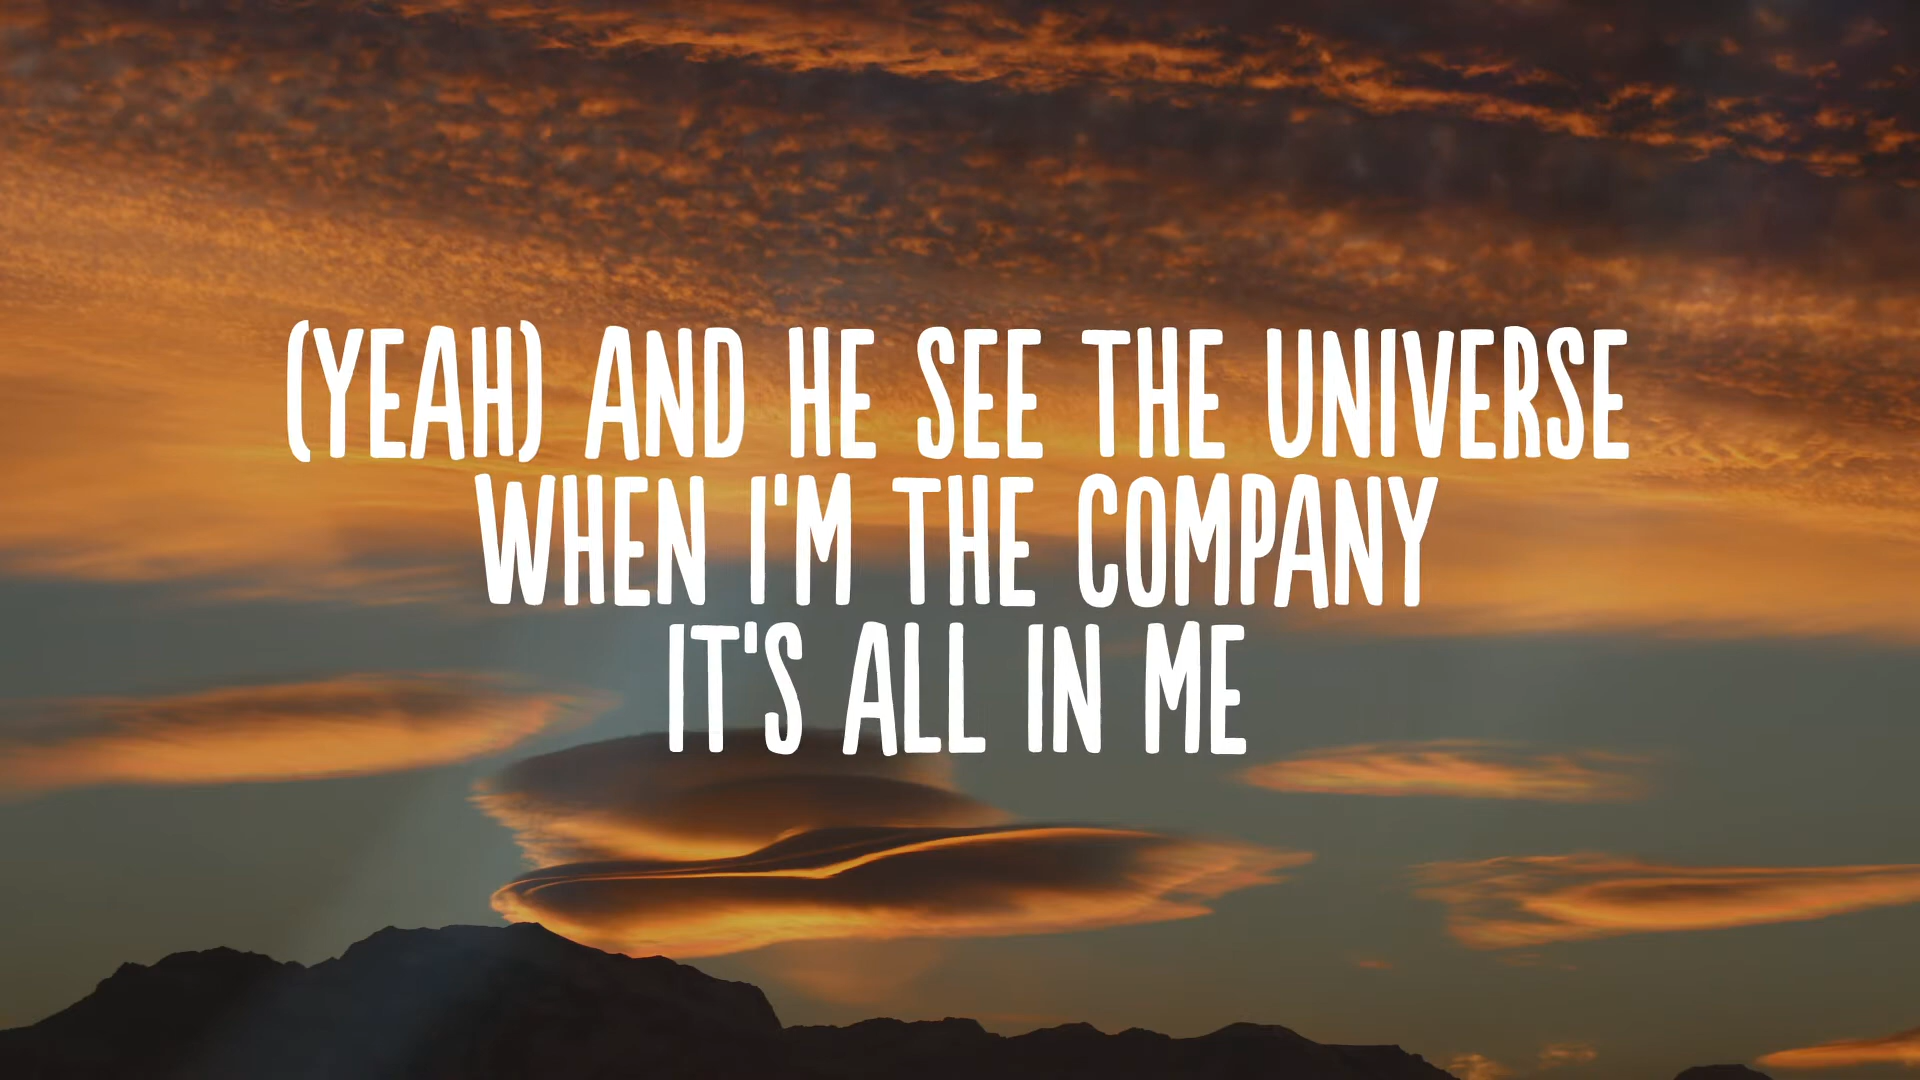 (YEAH) AND HE SEE THE UNIVERSE
WHEN I'M THE COMPANY
IT'S ALL IN ME